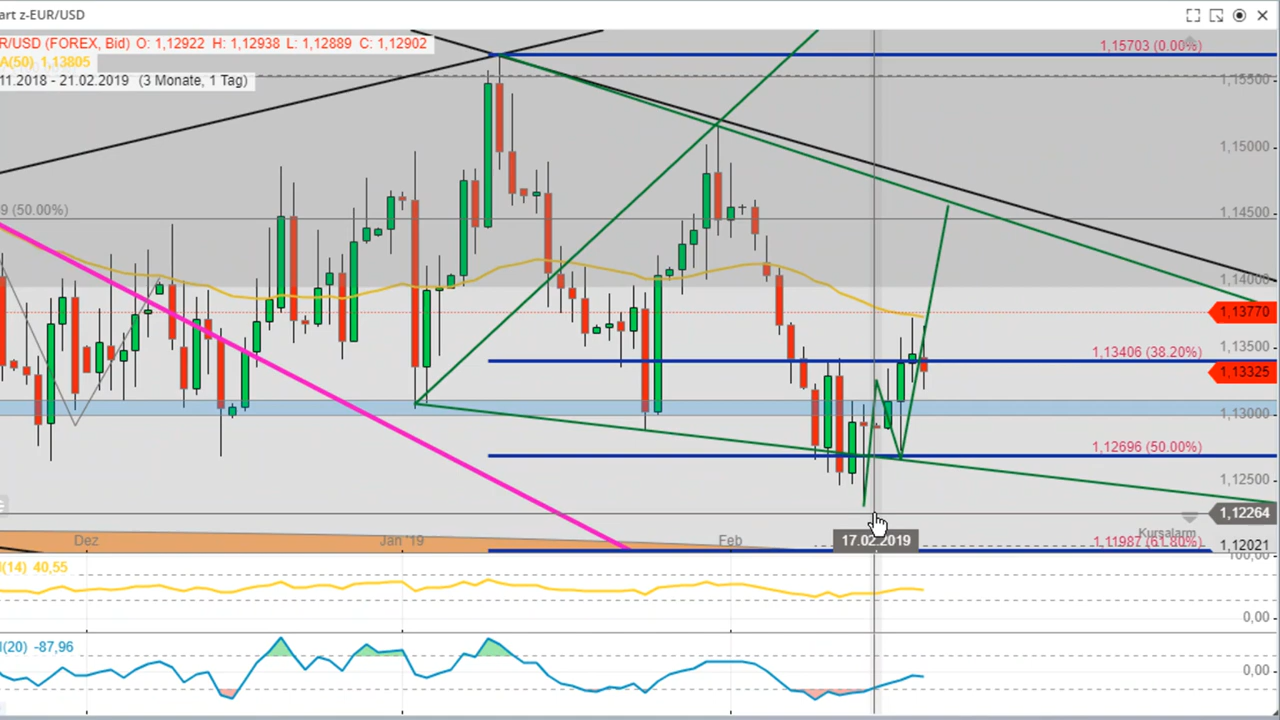 art z-EUR/USD
R/USD (FOREX, Bid) O: 1,12922 H: 1,12938 L: 1,12889 C: 1,12902
A(50) 1,13805
11.2018 - 21.02.2019 (3 Monate, 1 Tag)
1,15703 (0.00%)
1,15500
1,15000
9 (50.00%)
1,14500
1,14000
1,13770
1,13500
1,13406 (38.20%)
1,13325
1,13000
1,12696 (50.00%)
1,12500
1,12264
Kursalarm
Dez
Jan '19
Feb
17.02.2019
1,11987 (61.80%)
1,12021
100,00
I(14) 40,55
0,00
I(20) -87,96
0,00